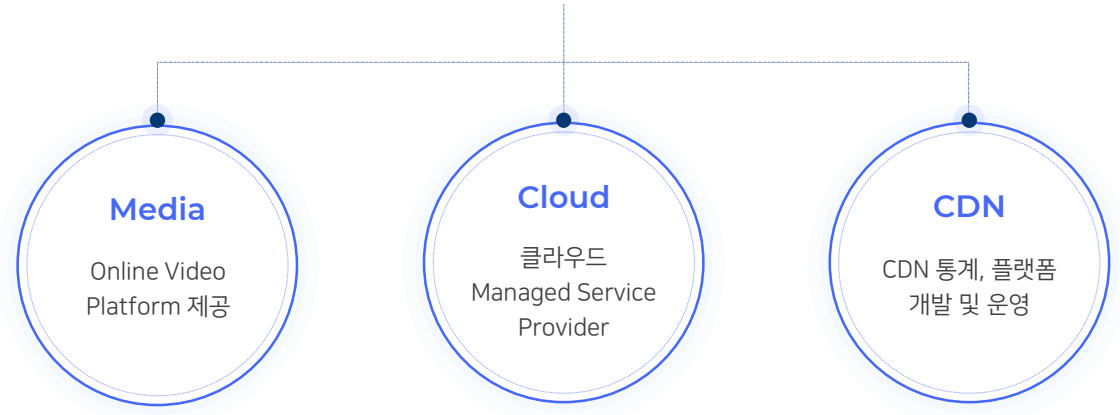 Media
Online Video
Platform 제공
Cloud
클라우드
Managed Service
Provider
CDN
CDN 통계, 플랫폼
개발 및 운영